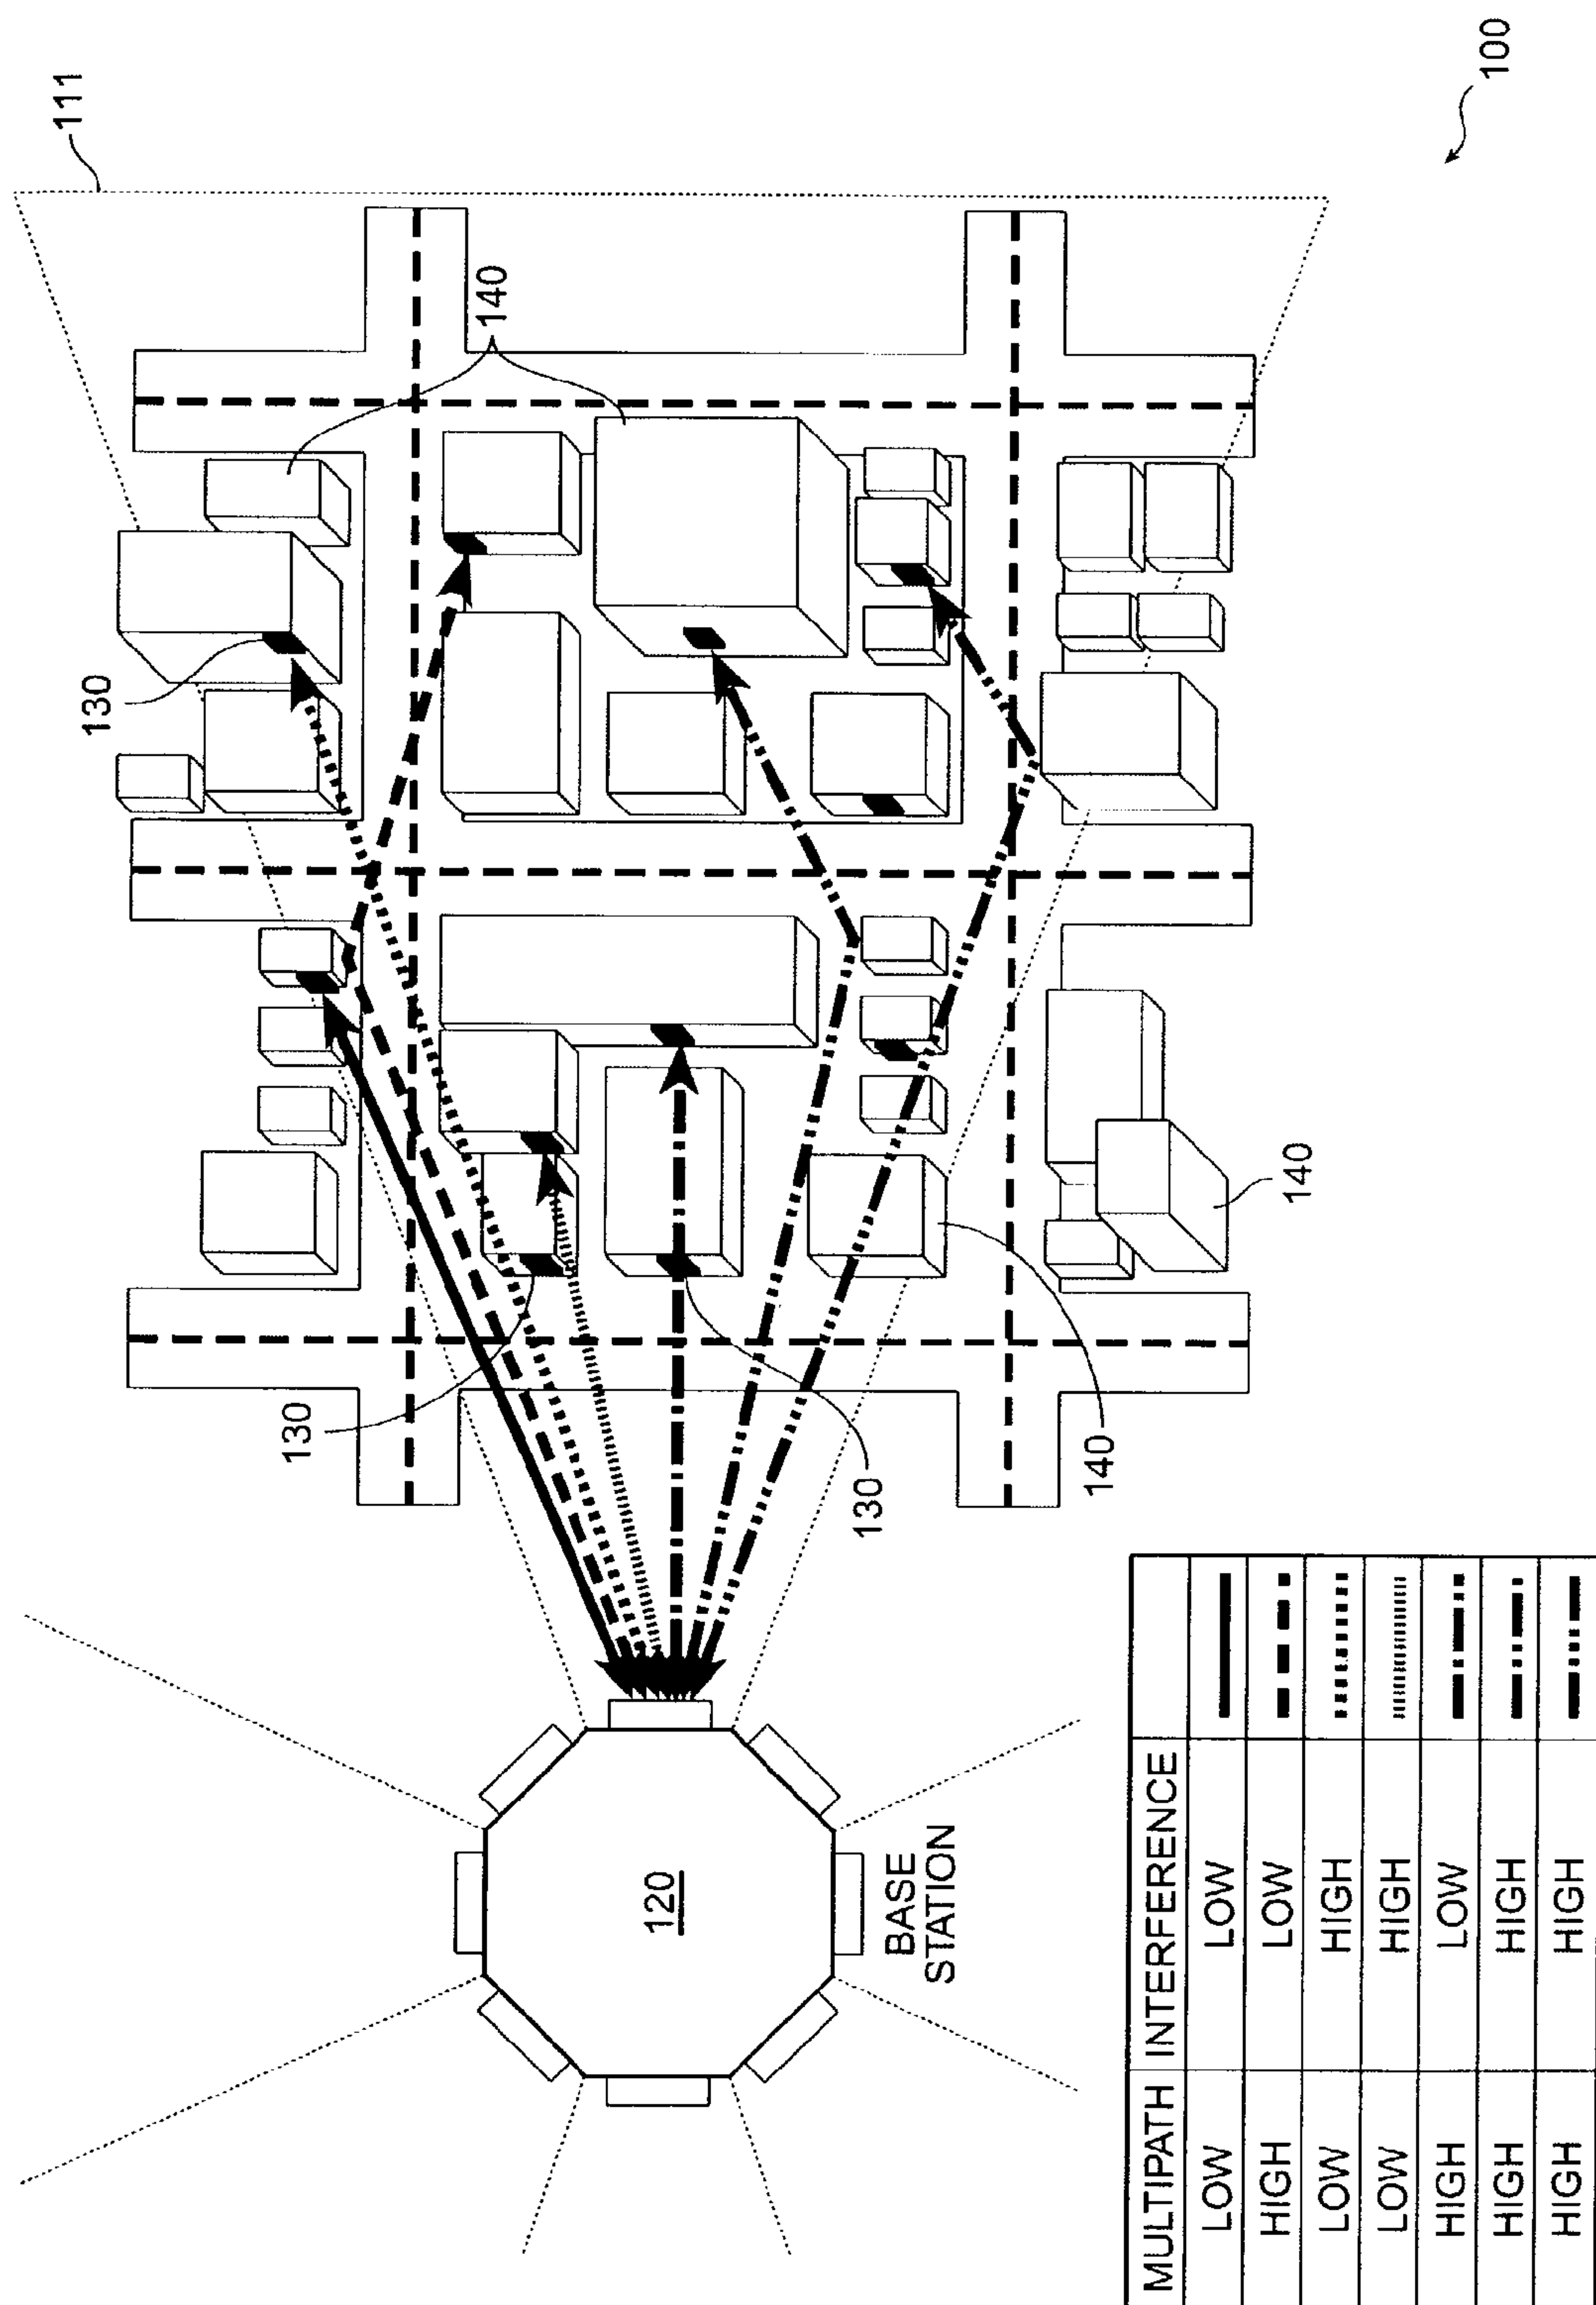 111
100
140
130
130
130
140
140
120
BASE
STATION
MULTIPATH INTERFERENCE
LOW LOW
HIGH LOW
LOW HIGH
LOW HIGH
HIGH LOW
HIGH HIGH
HIGH HIGH